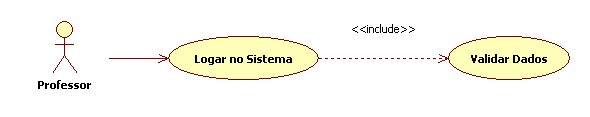 <<include>>
Logar no Sistema
Validar Dados
Professor